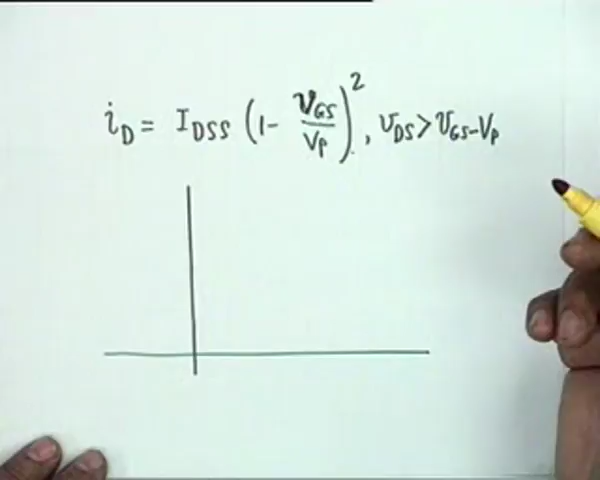 i_D = I_DSS (1 - v_GS/V_P)^2, v_DS > v_GS - V_P